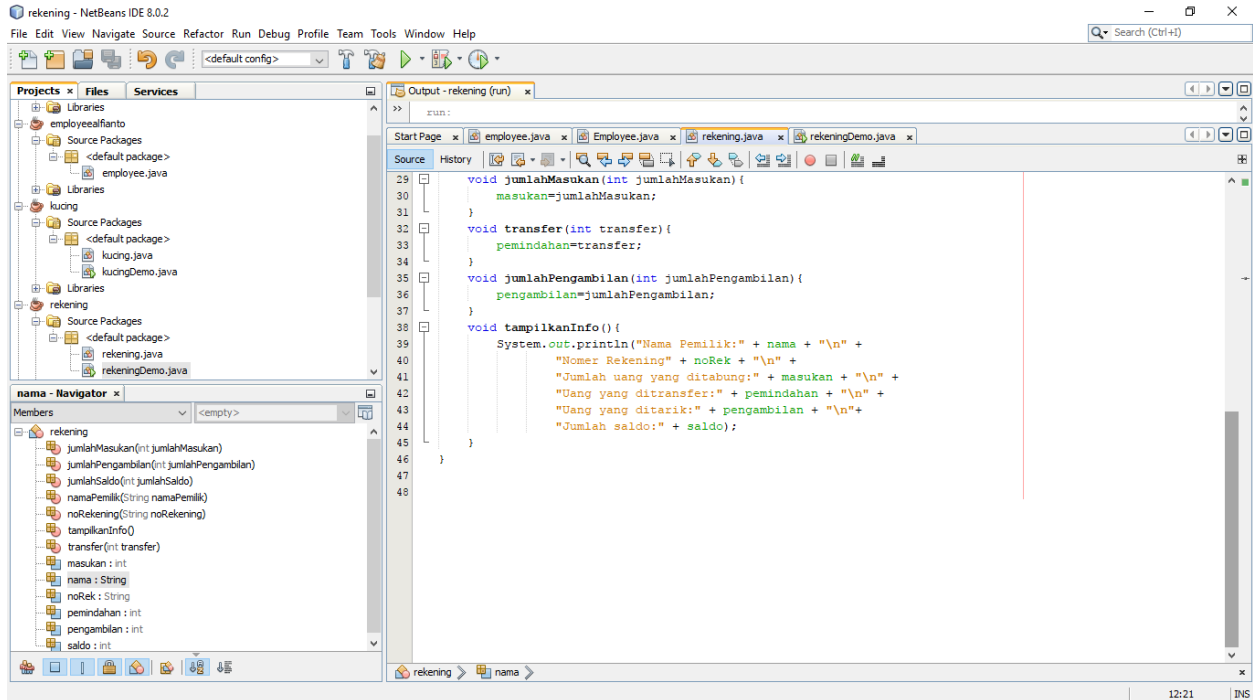 rekening - NetBeans IDE 8.0.2
File Edit View Navigate Source Refactor Run Debug Profile Team Tools Window Help
Search (Ctrl+I)
<default config>
Projects Files Services
Libraries
employeealfianto
Source Packages
<default package>
employee.java
Libraries
kucing
Source Packages
<default package>
kucing.java
kucingDemo.java
Libraries
rekening
Source Packages
<default package>
rekening.java
rekeningDemo.java
nama - Navigator
Members <empty>
rekening
jumlahMasukan(int jumlahMasukan)
jumlahPengambilan(int jumlahPengambilan)
jumlahSaldo(int jumlahSaldo)
namaPemilik(String namaPemilik)
noRekening(String noRekening)
tampilkanInfo()
transfer(int transfer)
masukan : int
nama : String
noRek : String
pemindahan : int
pengambilan : int
saldo : int
Output - rekening (run)
run:
Start Page employee.java Employee.java rekening.java rekeningDemo.java
Source History
29 void jumlahMasukan(int jumlahMasukan){
30 masukan=jumlahMasukan;
31 }
32 void transfer(int transfer){
33 pemindahan=transfer;
34 }
35 void jumlahPengambilan(int jumlahPengambilan){
36 pengambilan=jumlahPengambilan;
37 }
38 void tampilkanInfo(){
39 System.out.println("Nama Pemilik:" + nama + "\n" +
40 "Nomer Rekening" + noRek + "\n" +
41 "Jumlah uang yang ditabung:" + masukan + "\n" +
42 "Uang yang ditransfer:" + pemindahan + "\n" +
43 "Uang yang ditarik:" + pengambilan + "\n"+
44 "Jumlah saldo:" + saldo);
45 }
46 }
47
48
rekening nama
12:21 INS